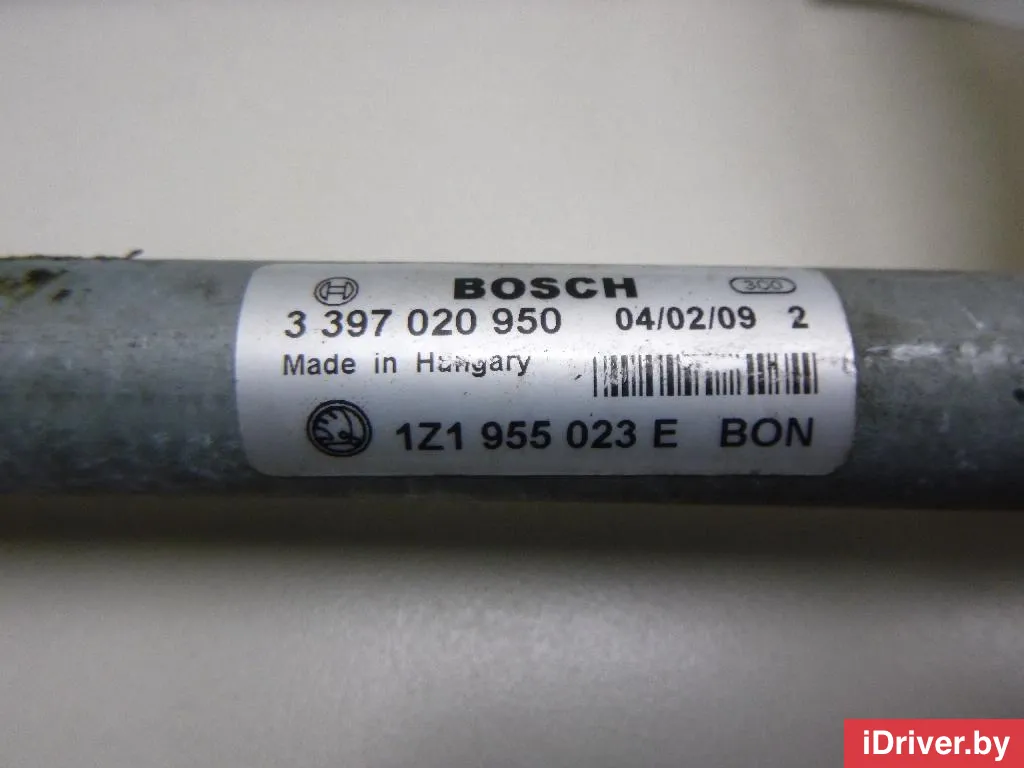 BOSCH 300
3 397 020 950 04/02/09 2
Made in Hungary
1Z1 955 023 E BON
iDriver.by